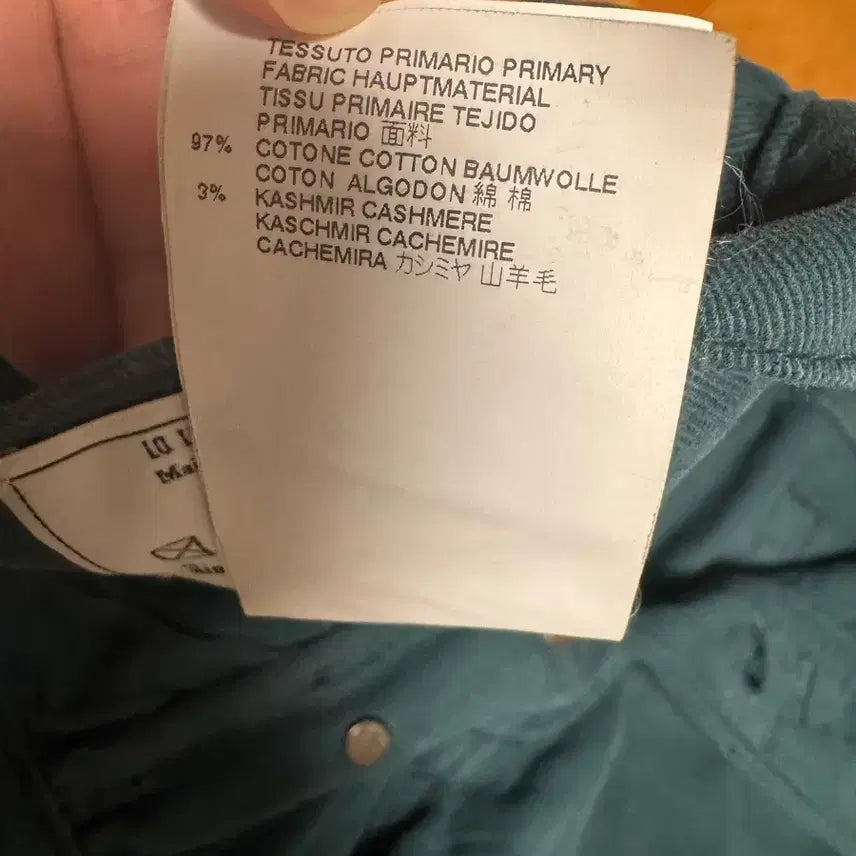 TESSUTO PRIMARIO PRIMARY
FABRIC HAUPTMATERIAL
TISSU PRIMAIRE TEJIDO
PRIMARIO 面料
97% COTONE COTTON BAUMWOLLE
COTON ALGODON 綿 棉
3% KASHMIR CASHMERE
KASCHMIR CACHEMIRE
CACHEMIRA カシミヤ 山羊毛